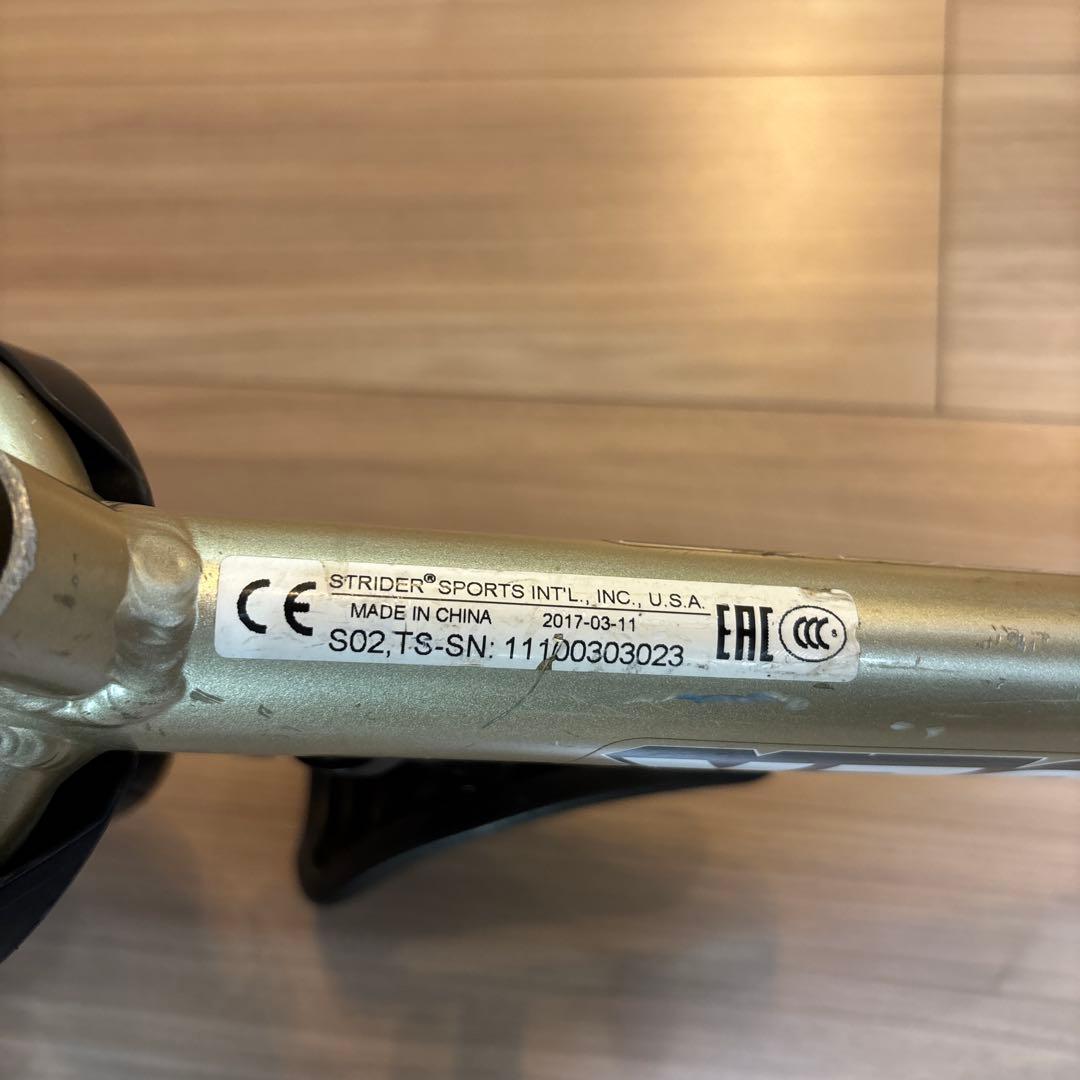 CE
STRIDER® SPORTS INT'L., INC., U.S.A.
MADE IN CHINA 2017-03-11
S02,TS-SN: 11100303023
EAC
CCC S